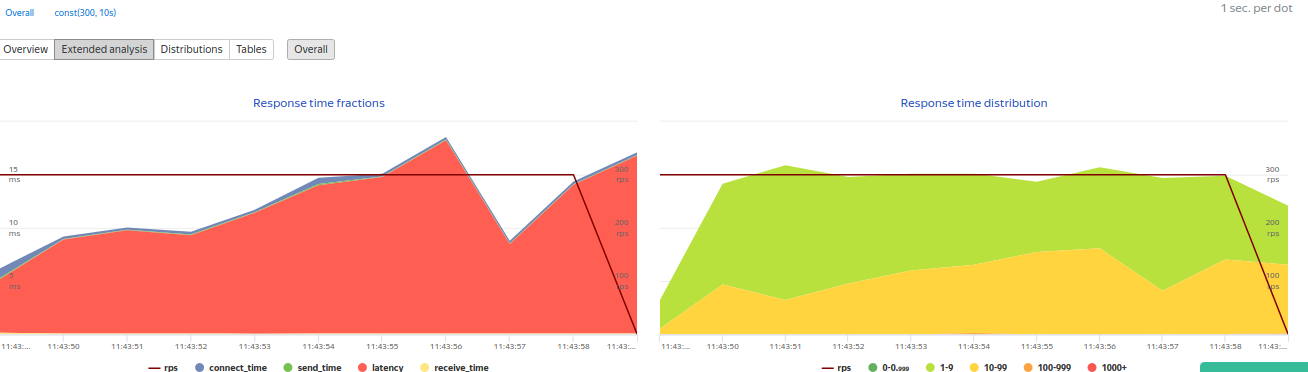 Overall const(300, 10s)
1 sec. per dot
Overview Extended analysis Distributions Tables Overall
Response time fractions
15 ms
10 ms
5 ms
300 rps
200 rps
100 rps
11:43:... 11:43:50 11:43:51 11:43:52 11:43:53 11:43:54 11:43:55 11:43:56 11:43:57 11:43:58 11:43:...
rps connect_time send_time latency receive_time
Response time distribution
300 rps
200 rps
100 rps
11:43:... 11:43:50 11:43:51 11:43:52 11:43:53 11:43:54 11:43:55 11:43:56 11:43:57 11:43:58 11:43:...
rps 0-0.999 1-9 10-99 100-999 1000+